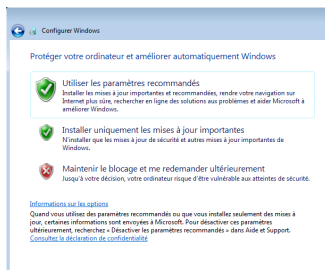 Configurer Windows
Protéger votre ordinateur et améliorer automatiquement Windows
Utiliser les paramètres recommandés
Installer les mises à jour importantes et recommandées, rendre votre navigation sur
Internet plus sûre, rechercher en ligne des solutions aux problèmes et aider Microsoft à
améliorer Windows.
Installer uniquement les mises à jour importantes
N'installer que les mises à jour de sécurité et autres mises à jour importantes de
Windows.
Maintenir le blocage et me redemander ultérieurement
Jusqu'à votre décision, votre ordinateur risque d'être vulnérable aux atteintes de sécurité.
Informations sur les options
Quand vous utilisez des paramètres recommandés ou que vous installez seulement des mises à
jour, certaines informations sont envoyées à Microsoft. Pour désactiver ces paramètres
ultérieurement, recherchez « Désactiver les paramètres recommandés » dans Aide et Support.
Consultez la déclaration de confidentialité